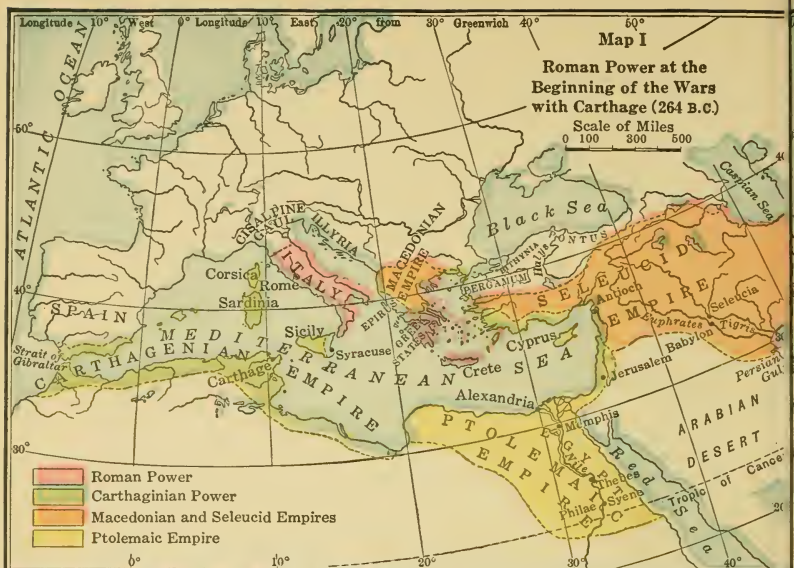 Longitude 10° West 0° Longitude 10° East 20° from 30° Greenwich 40° 50°
Map I
Roman Power at the
Beginning of the Wars
with Carthage (264 B.C.)
Scale of Miles
0 100 300 500
ATLANTIC OCEAN
50°
Caspian Sea
Black Sea
CISALPINE
GAUL
ILLYRIA
MACEDONIAN
EMPIRE
BITHYNIA
PONTUS
Halys
PERGAMUM
Corsica
ITALY
Rome
40°
Sardinia
EPIRUS
GREEK
STATES
SELEUCID
EMPIRE
Antioch
Seleucia
SPAIN
MEDITERRANEAN SEA
Sicily
Syracuse
Cyprus
Euphrates
Tigris
Babylon
Strait of
Gibraltar
CARTHAGENIAN
EMPIRE
Carthage
Crete
Jerusalem
Persian
Gulf
Alexandria
Memphis
ARABIAN
DESERT
30°
PTOLEMAIC
EMPIRE
EGYPT
Nile
Thebes
Philae
Syene
Red Sea
Tropic of Cancer
Roman Power
Carthaginian Power
Macedonian and Seleucid Empires
Ptolemaic Empire
0° 10° 20° 30° 40°